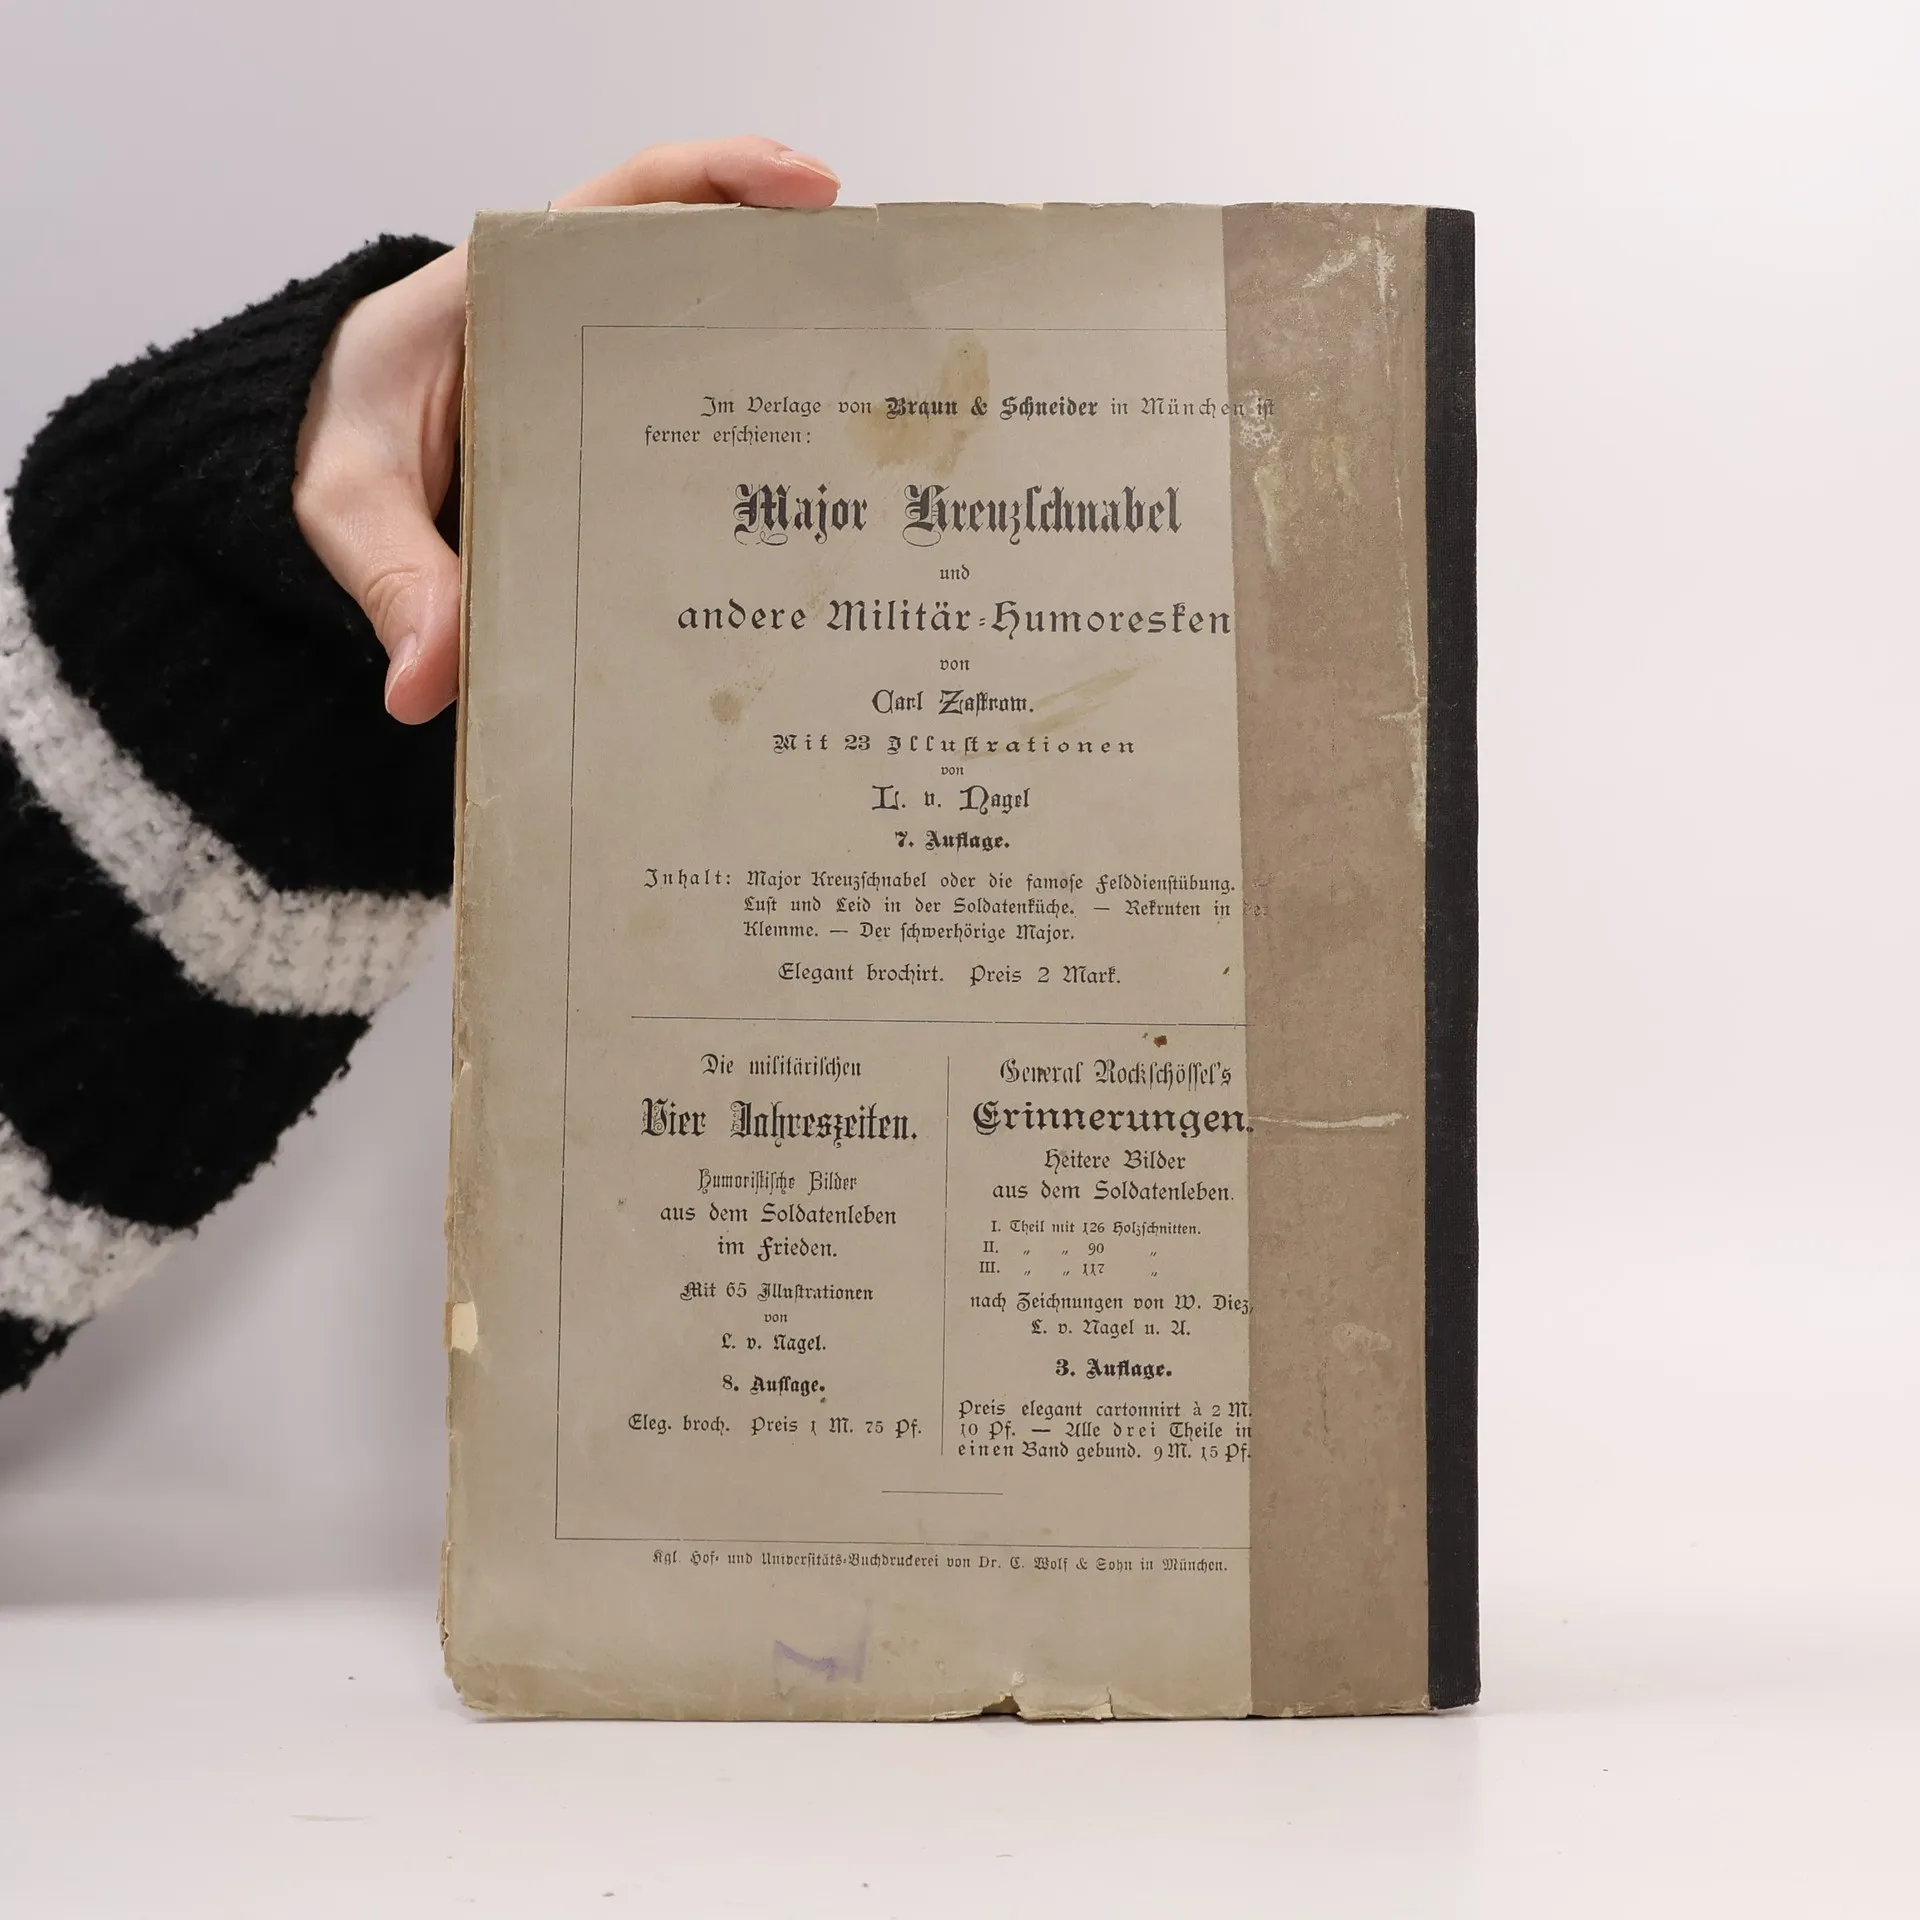 Im Verlage von Braun & Schneider in München ist
ferner erschienen:
Major Kreuzschnabel
und
andere Militär-Humoresken
von
Carl Zastrow.
Mit 23 Illustrationen
von
L. v. Nagel
7. Auflage.
Inhalt: Major Kreuzschnabel oder die famose Felddienstübung.
Lust und Leid in der Soldatenküche. — Rekruten in
Klemme. — Der schwerhörige Major.
Elegant brochirt. Preis 2 Mark.
Die militärischen
Vier Jahreszeiten.
Humoristische Bilder
aus dem Soldatenleben
im Frieden.
Mit 65 Illustrationen
von
L. v. Nagel.
8. Auflage.
Eleg. broch. Preis 1 M. 75 Pf.
General Rockschössel's
Erinnerungen.
Heitere Bilder
aus dem Soldatenleben.
I. Theil mit 126 Holzschnitten.
II. „ „ 90 „
III. „ „ 117 „
nach Zeichnungen von W. Diez,
L. v. Nagel u. A.
3. Auflage.
Preis elegant cartonnirt à 2 M.
10 Pf. — Alle drei Theile in
einen Band gebund. 9 M. 15 Pf.
Kgl. Hof- und Universitäts-Buchdruckerei von Dr. C. Wolf & Sohn in München.